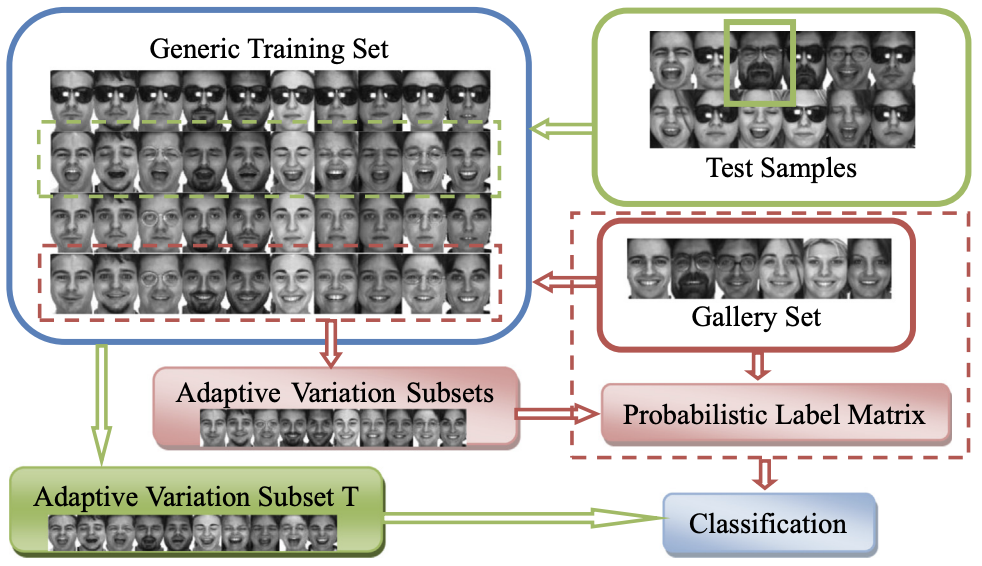 Generic Training Set
Test Samples
Gallery Set
Adaptive Variation Subsets
Probabilistic Label Matrix
Adaptive Variation Subset T
Classification